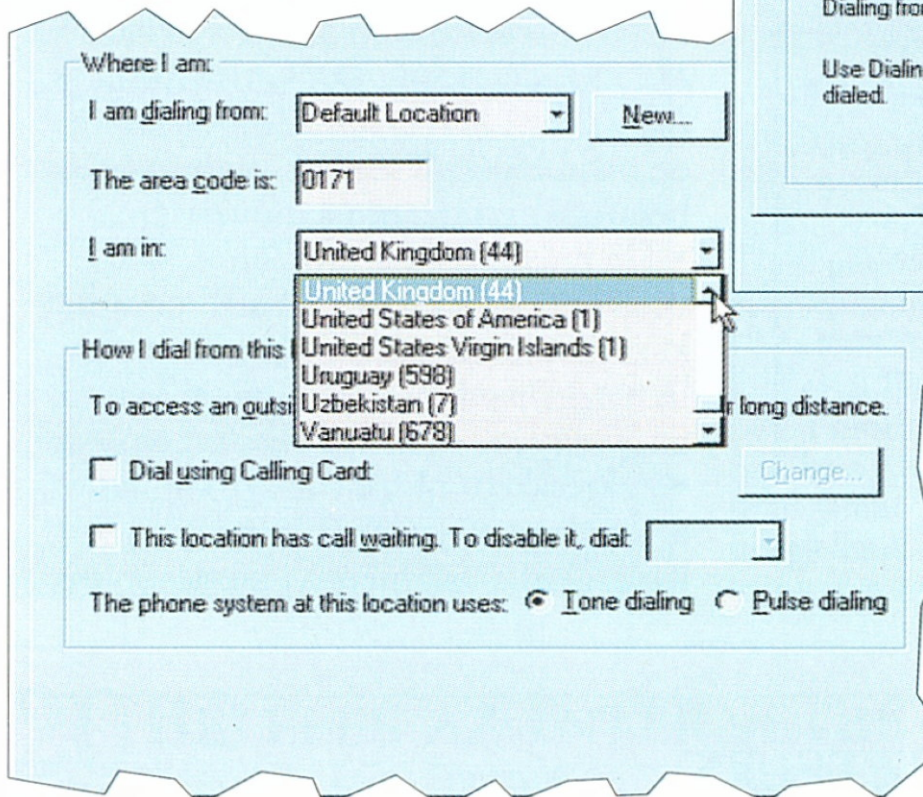 Dialing from
Use Dialin
dialed.
Where I am:
I am dialing from: Default Location New...
The area code is: 0171
I am in: United Kingdom (44)
United Kingdom (44)
United States of America (1)
How I dial from this United States Virgin Islands (1)
Uruguay (598)
To access an outsi Uzbekistan (7) r long distance.
Vanuatu (678)
Dial using Calling Card: Change...
This location has call waiting. To disable it, dial:
The phone system at this location uses: Tone dialing Pulse dialing